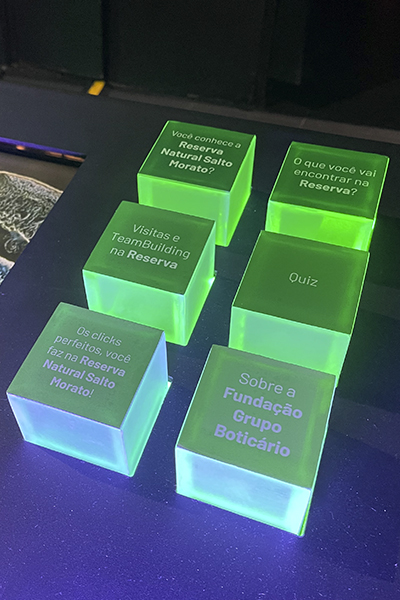 Você conhece a
Reserva
Natural Salto
Morato?
O que você vai
encontrar na
Reserva?
Visitas e
TeamBuilding
na Reserva
Quiz
Os clicks
perfeitos, você
faz na Reserva
Natural Salto
Morato!
Sobre a
Fundação
Grupo
Boticário